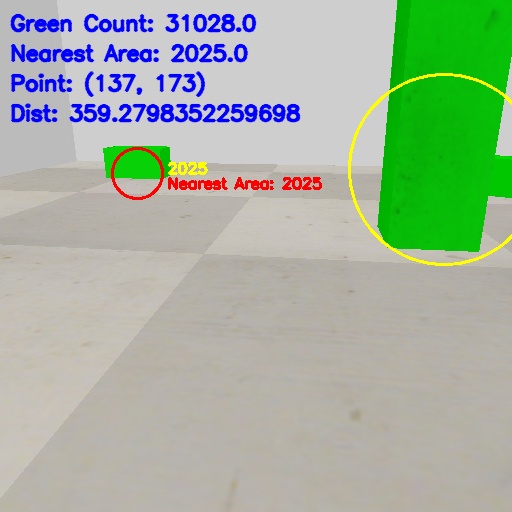 Green Count: 31028.0
Nearest Area: 2025.0
Point: (137, 173)
Dist: 359.2798352259698
2025
Nearest Area: 2025